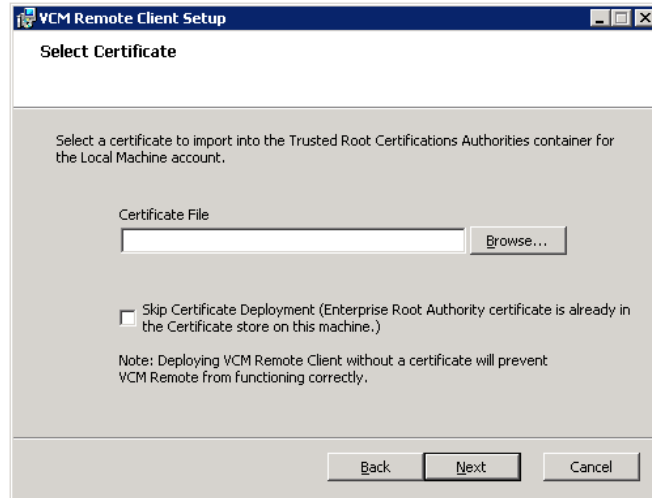 VCM Remote Client Setup
Select Certificate
Select a certificate to import into the Trusted Root Certifications Authorities container for
the Local Machine account.
Certificate File
Browse...
Skip Certificate Deployment (Enterprise Root Authority certificate is already in
the Certificate store on this machine.)
Note: Deploying VCM Remote Client without a certificate will prevent
VCM Remote from functioning correctly.
Back
Next
Cancel